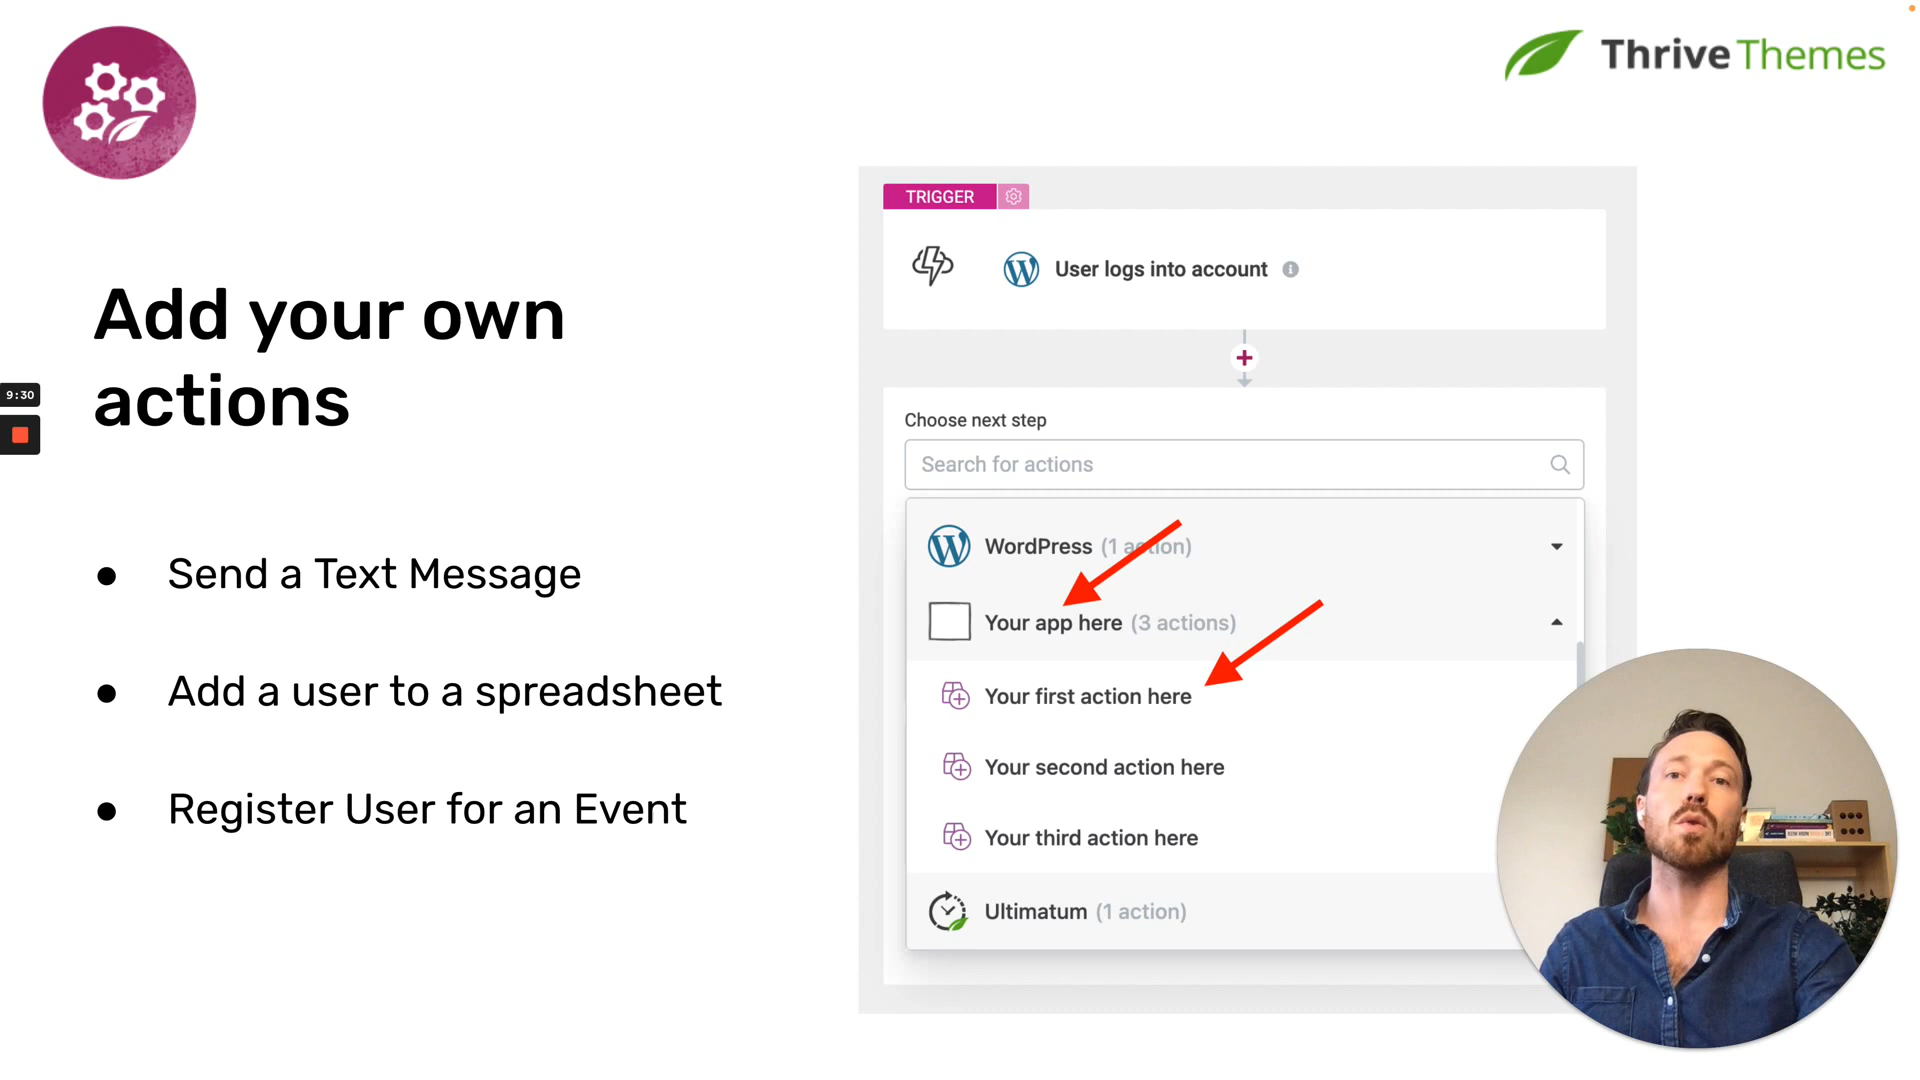 Thrive Themes
Add your own
actions
9:30
Send a Text Message
Add a user to a spreadsheet
Register User for an Event
TRIGGER
User logs into account
Choose next step
Search for actions
WordPress (1 action)
Your app here (3 actions)
Your first action here
Your second action here
Your third action here
Ultimatum (1 action)